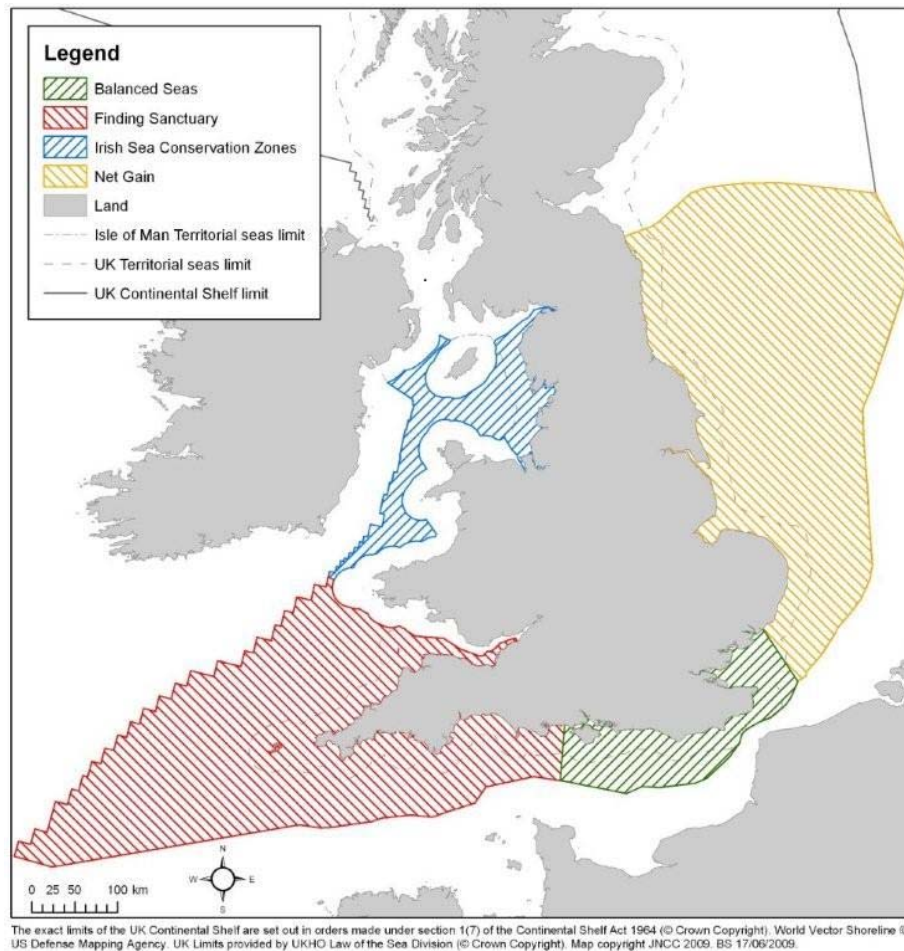 Legend
Balanced Seas
Finding Sanctuary
Irish Sea Conservation Zones
Net Gain
Land
Isle of Man Territorial seas limit
UK Territorial seas limit
UK Continental Shelf limit
N
W E
S
0 25 50 100 km
The exact limits of the UK Continental Shelf are set out in orders made under section 1(7) of the Continental Shelf Act 1964 (© Crown Copyright). World Vector Shoreline ©
US Defense Mapping Agency. UK Limits provided by UKHO Law of the Sea Division (© Crown Copyright). Map copyright JNCC 2009. BS 17/06/2009.